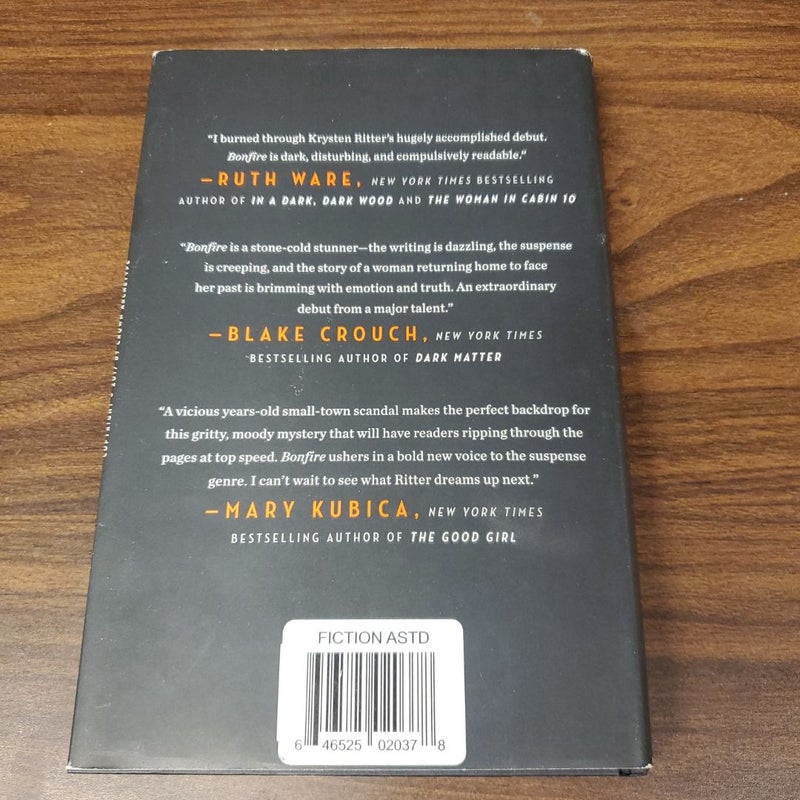 “I burned through Krysten Ritter’s hugely accomplished debut.
Bonfire is dark, disturbing, and compulsively readable.“
—RUTH WARE, NEW YORK TIMES BESTSELLING
AUTHOR OF IN A DARK, DARK WOOD AND THE WOMAN IN CABIN 10
“Bonfire is a stone-cold stunner—the writing is dazzling, the suspense
is creeping, and the story of a woman returning home to face
her past is brimming with emotion and truth. An extraordinary
debut from a major talent.”
—BLAKE CROUCH, NEW YORK TIMES
BESTSELLING AUTHOR OF DARK MATTER
“A vicious years-old small-town scandal makes the perfect backdrop for
this gritty, moody mystery that will have readers ripping through the
pages at top speed. Bonfire ushers in a bold new voice to the suspense
genre. I can’t wait to see what Ritter dreams up next.”
—MARY KUBICA, NEW YORK TIMES
BESTSELLING AUTHOR OF THE GOOD GIRL
FICTION ASTD
6 46525 02037 8
COPYRIGHT © 2017 BY CROWN ARCHETYPE